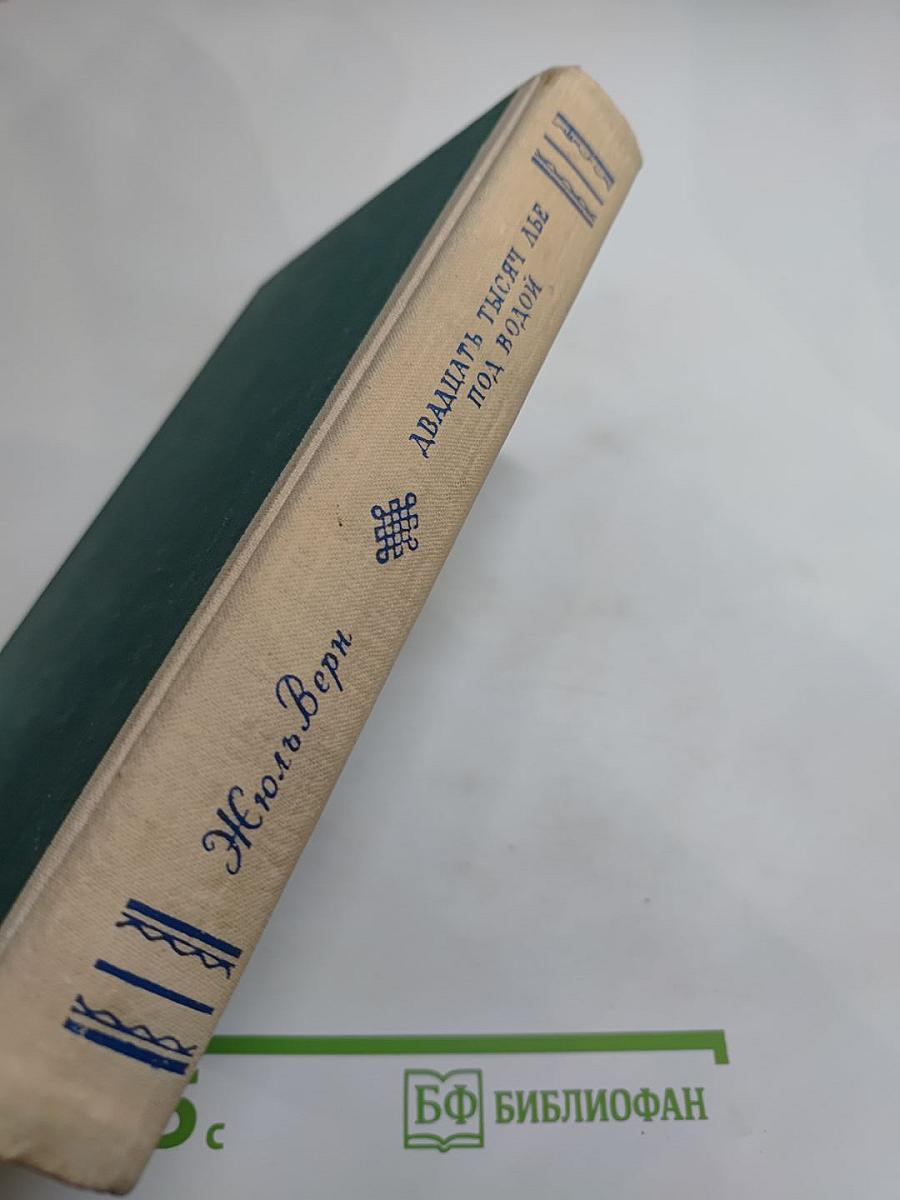 Жюль Верн
ДВАДЦАТЬ ТЫСЯЧ ЛЬЕ
ПОД ВОДОЙ
с
БФ БИБЛИОФАН